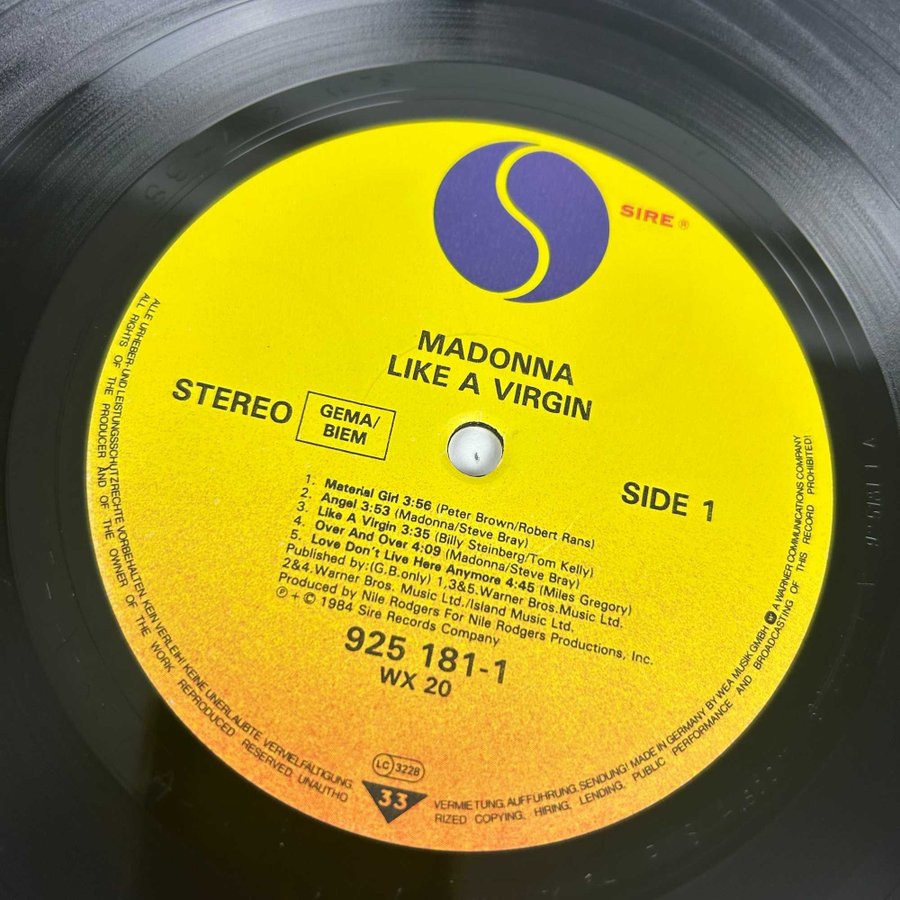 SIRE ®
MADONNA
LIKE A VIRGIN
STEREO
GEMA/
BIEM
SIDE 1
1. Material Girl 3:56 (Peter Brown/Robert Rans)
2. Angel 3:53 (Madonna/Steve Bray)
3. Like A Virgin 3:35 (Billy Steinberg/Tom Kelly)
4. Over And Over 4:09 (Madonna/Steve Bray)
5. Love Don't Live Here Anymore 4:45 (Miles Gregory)
Published by:(G.B.only) 1,3&5.Warner Bros.Music Ltd.
2&4.Warner Bros. Music Ltd./Island Music Ltd.
Produced by Nile Rodgers For Nile Rodgers Productions, Inc.
℗ + © 1984 Sire Records Company
925 181-1
WX 20
LC 3228
33
ALLE URHEBER- UND LEISTUNGSSCHUTZRECHTE VORBEHALTEN. KEIN VERLEIH! KEINE UNERLAUBTE VERVIELFÄLTIGUNG, VERMIETUNG, AUFFÜHRUNG, SENDUNG! MADE IN GERMANY BY WEA MUSIK GMBH A WARNER COMMUNICATIONS COMPANY
ALL RIGHTS OF THE PRODUCER AND OF THE OWNER OF THE WORK REPRODUCED RESERVED. UNAUTHORIZED COPYING, HIRING, LENDING, PUBLIC PERFORMANCE AND BROADCASTING OF THIS RECORD PROHIBITED!